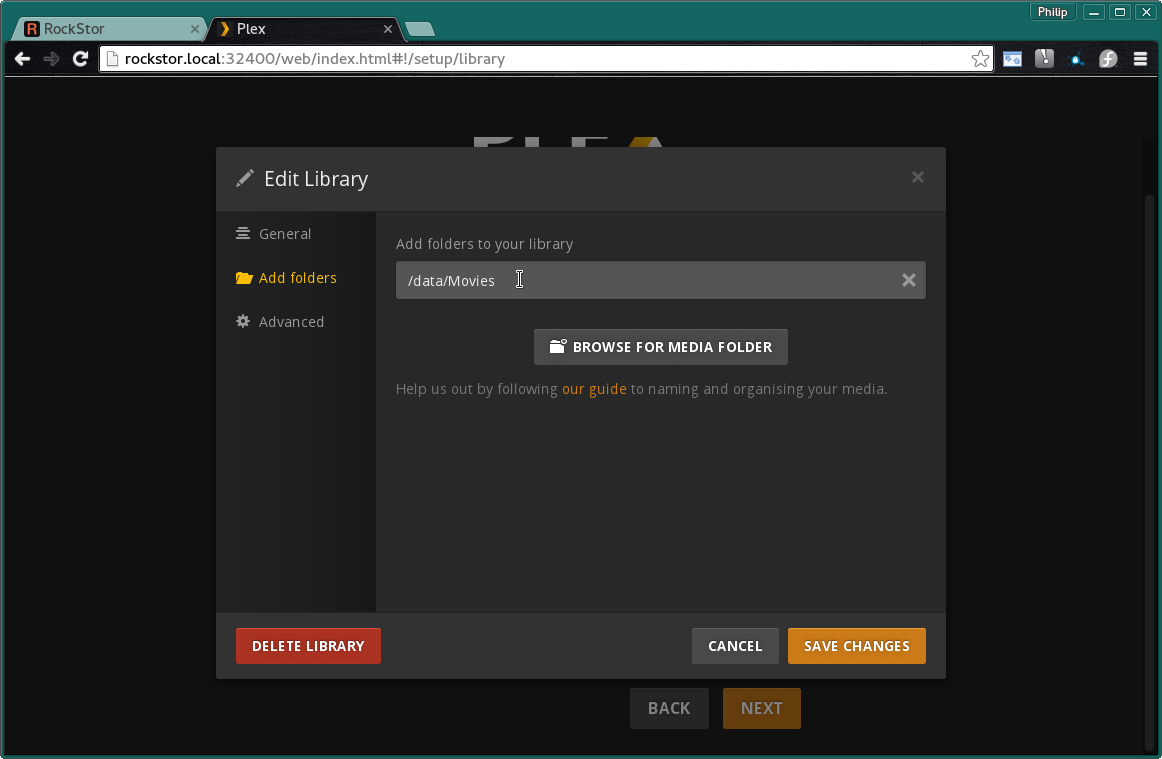 Philip
RockStor
Plex
rockstor.local:32400/web/index.html#!/setup/library
PLEX
Edit Library
General
Add folders
Advanced
Add folders to your library
/data/Movies
BROWSE FOR MEDIA FOLDER
Help us out by following our guide to naming and organising your media.
DELETE LIBRARY
CANCEL
SAVE CHANGES
BACK
NEXT